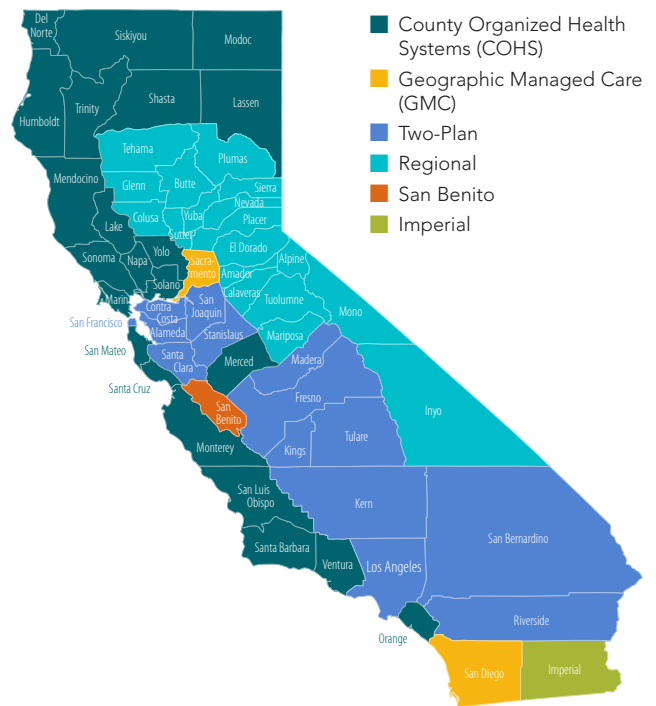 County Organized Health
Systems (COHS)
Geographic Managed Care
(GMC)
Two-Plan
Regional
San Benito
Imperial
Del
Norte
Siskiyou
Modoc
Humboldt
Trinity
Shasta
Lassen
Tehama
Plumas
Mendocino
Glenn
Butte
Sierra
Nevada
Colusa
Yuba
Placer
Lake
Sutter
El Dorado
Sonoma
Napa
Yolo
Sacra-
mento
Alpine
Amador
Solano
Marin
Calaveras
Tuolumne
Mono
Contra
Costa
San
Joaquin
San Francisco
Alameda
Stanislaus
Mariposa
San Mateo
Santa
Clara
Merced
Madera
Santa Cruz
Fresno
San
Benito
Inyo
Monterey
Kings
Tulare
San Luis
Obispo
Kern
San Bernardino
Santa Barbara
Ventura
Los Angeles
Orange
Riverside
San Diego
Imperial